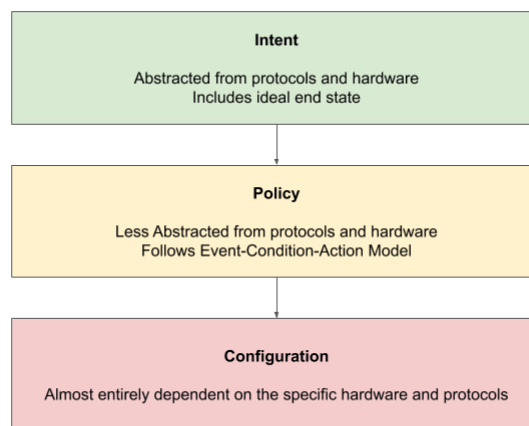 Intent
Abstracted from protocols and hardware
Includes ideal end state
Policy
Less Abstracted from protocols and hardware
Follows Event-Condition-Action Model
Configuration
Almost entirely dependent on the specific hardware and protocols